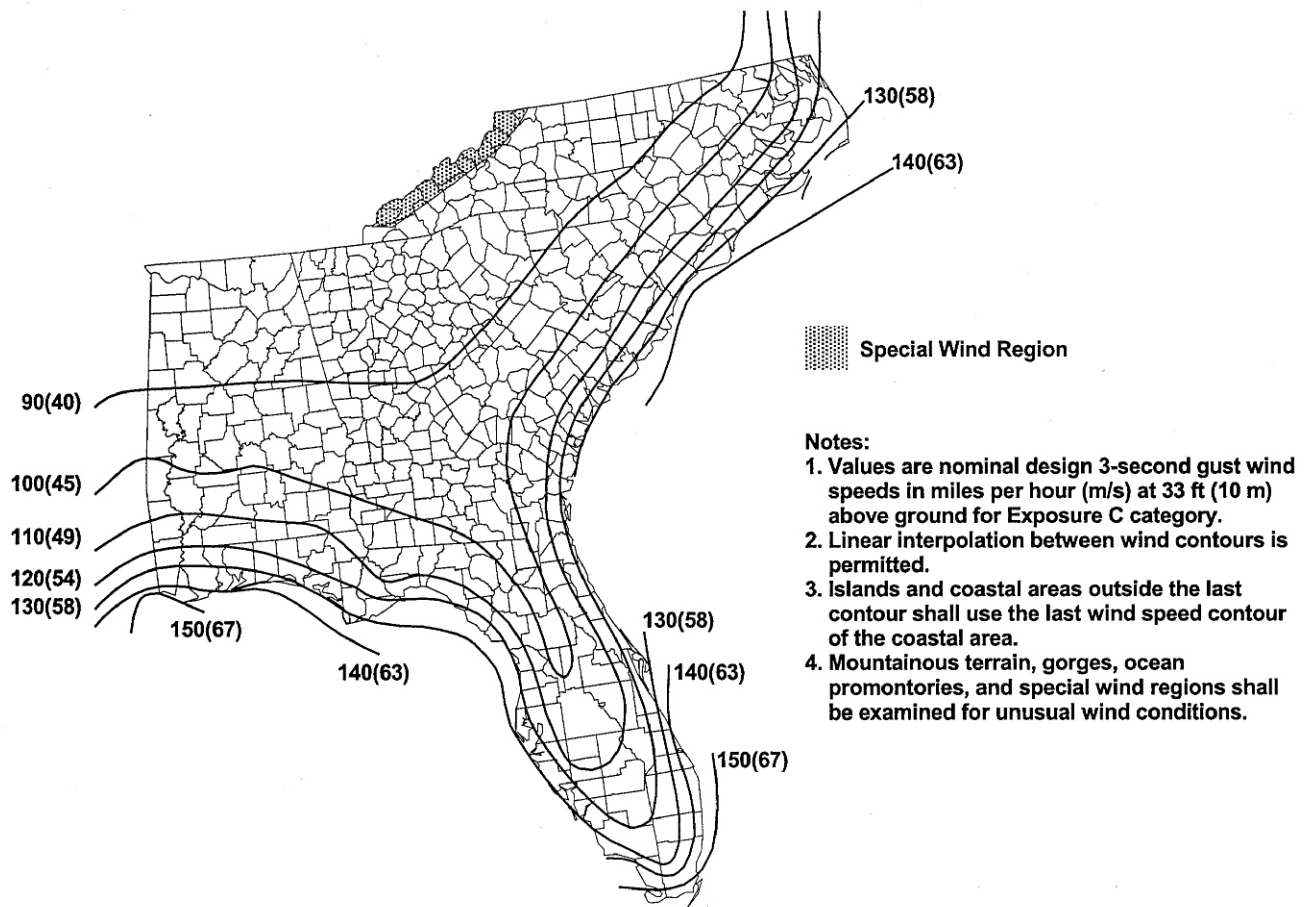 130(58)
140(63)
Special Wind Region
90(40)
100(45)
110(49)
120(54)
130(58)
150(67)
140(63)
130(58)
140(63)
150(67)
Notes:
1. Values are nominal design 3-second gust wind
speeds in miles per hour (m/s) at 33 ft (10 m)
above ground for Exposure C category.
2. Linear interpolation between wind contours is
permitted.
3. Islands and coastal areas outside the last
contour shall use the last wind speed contour
of the coastal area.
4. Mountainous terrain, gorges, ocean
promontories, and special wind regions shall
be examined for unusual wind conditions.